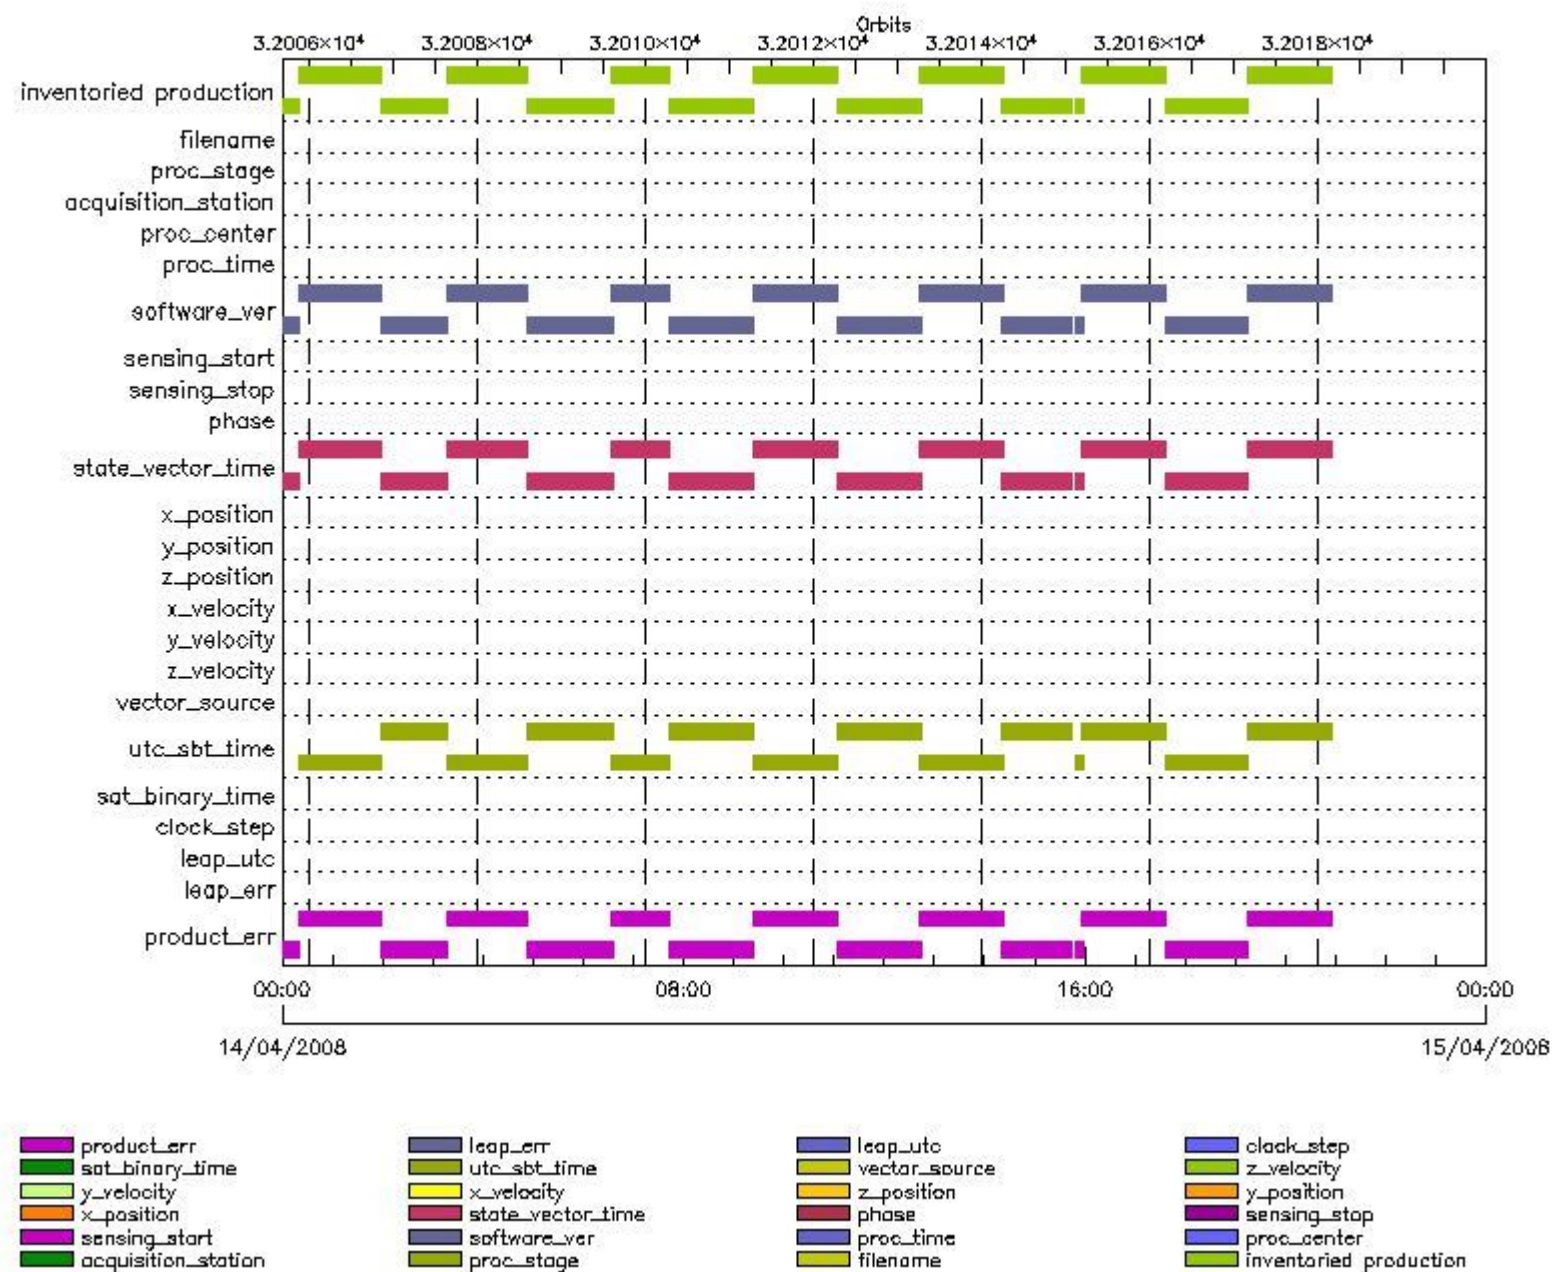 Orbits
3.2006×10⁴ 3.2008×10⁴ 3.2010×10⁴ 3.2012×10⁴ 3.2014×10⁴ 3.2016×10⁴ 3.2018×10⁴
inventoried production
filename
proc_stage
acquisition_station
proc_center
proc_time
software_ver
sensing_start
sensing_stop
phase
state_vector_time
x_position
y_position
z_position
x_velocity
y_velocity
z_velocity
vector_source
utc_sbt_time
sat_binary_time
clock_step
leap_utc
leap_err
product_err
00:00 08:00 16:00 00:00
14/04/2008 15/04/2008
product_err leap_err leap_utc clock_step
sat_binary_time utc_sbt_time vector_source z_velocity
y_velocity x_velocity z_position y_position
x_position state_vector_time phase sensing_stop
sensing_start software_ver proc_time proc_center
acquisition_station proc_stage filename inventoried production